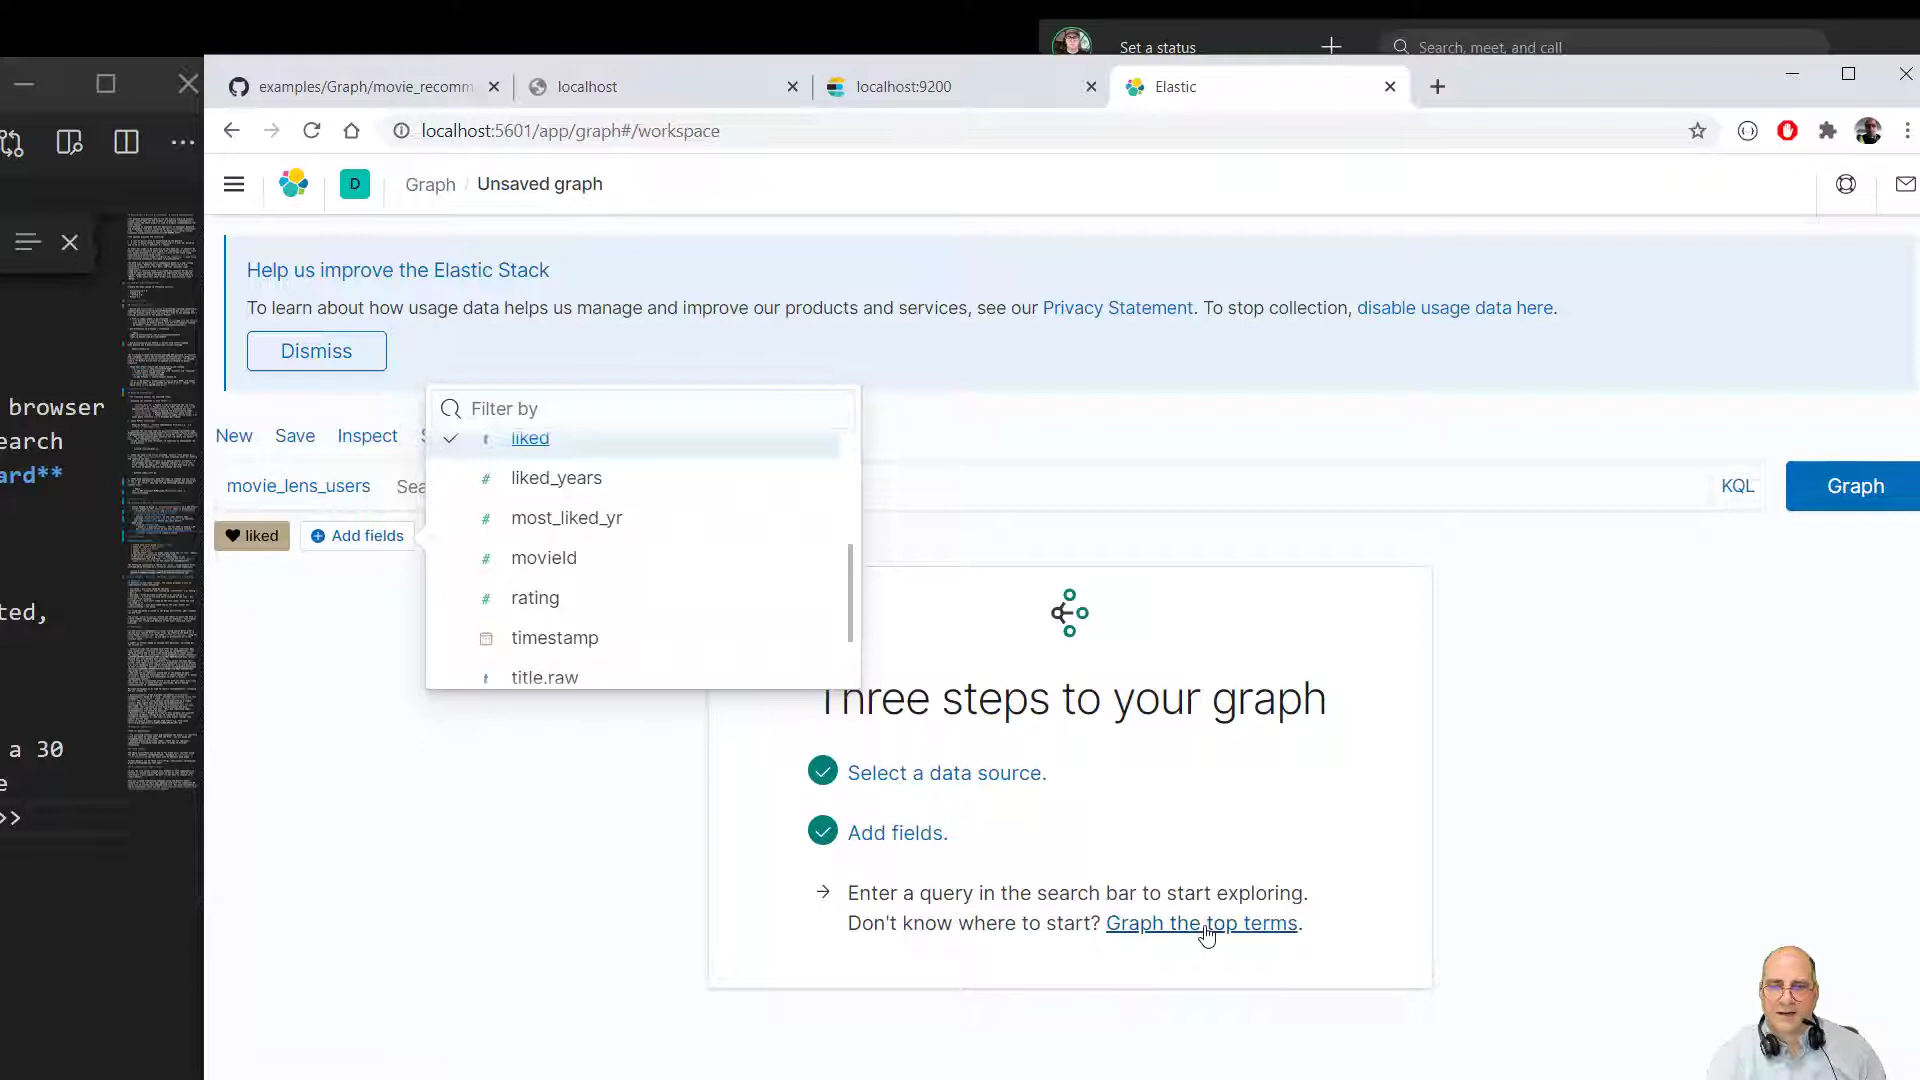 Set a status
Search, meet, and call
examples/Graph/movie_recomm
localhost
localhost:9200
Elastic
localhost:5601/app/graph#/workspace
D
Graph / Unsaved graph
Help us improve the Elastic Stack
To learn about how usage data helps us manage and improve our products and services, see our Privacy Statement. To stop collection, disable usage data here.
Dismiss
Filter by
New Save Inspect S
t liked
# liked_years
movie_lens_users Sea
KQL
Graph
# most_liked_yr
liked
Add fields
# movieId
# rating
timestamp
t title.raw
Three steps to your graph
Select a data source.
Add fields.
Enter a query in the search bar to start exploring.
Don't know where to start? Graph the top terms.
browser
search
ard**
ted,
a 30
e
>>